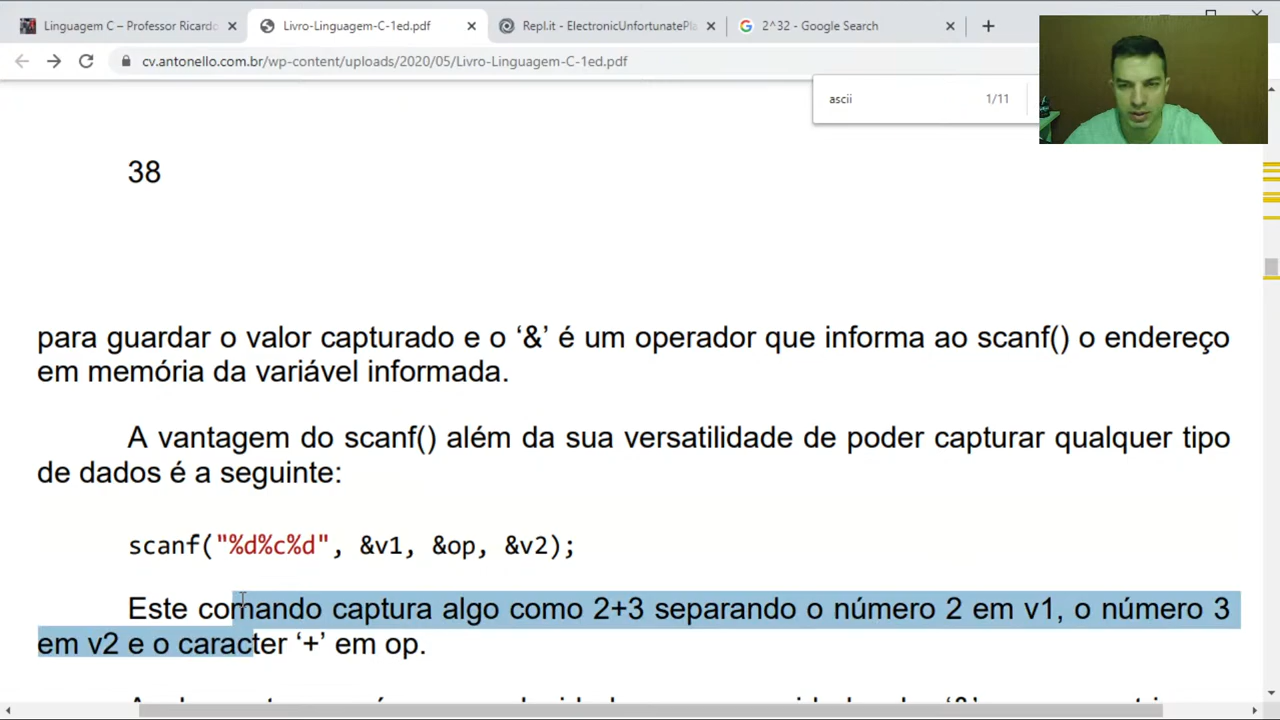 Linguagem C – Professor Ricardo
Livro-Linguagem-C-1ed.pdf
Repl.it - ElectronicUnfortunatePla
2^32 - Google Search
cv.antonello.com.br/wp-content/uploads/2020/05/Livro-Linguagem-C-1ed.pdf
ascii 1/11
38
para guardar o valor capturado e o ‘&’ é um operador que informa ao scanf() o endereço
em memória da variável informada.
A vantagem do scanf() além da sua versatilidade de poder capturar qualquer tipo
de dados é a seguinte:
scanf("%d%c%d", &v1, &op, &v2);
Este comando captura algo como 2+3 separando o número 2 em v1, o número 3
em v2 e o caracter ‘+’ em op.